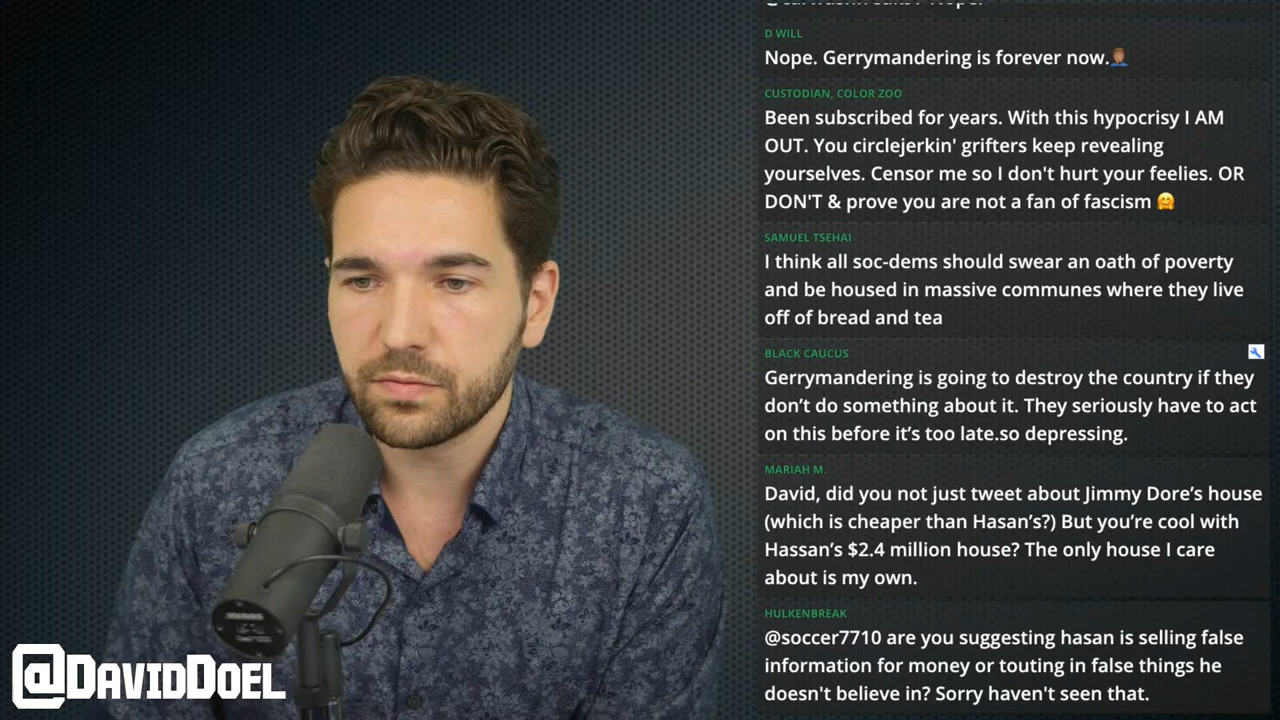 D WILL
Nope. Gerrymandering is forever now.🤦🏽‍♂️
CUSTODIAN, COLOR ZOO
Been subscribed for years. With this hypocrisy I AM
OUT. You circlejerkin' grifters keep revealing
yourselves. Censor me so I don't hurt your feelies. OR
DON'T & prove you are not a fan of fascism 🤗
SAMUEL TSEHAI
I think all soc-dems should swear an oath of poverty
and be housed in massive communes where they live
off of bread and tea
BLACK CAUCUS
Gerrymandering is going to destroy the country if they
don’t do something about it. They seriously have to act
on this before it’s too late.so depressing.
MARIAH M.
David, did you not just tweet about Jimmy Dore’s house
(which is cheaper than Hasan’s?) But you’re cool with
Hassan’s $2.4 million house? The only house I care
about is my own.
HULKENBREAK
@soccer7710 are you suggesting hasan is selling false
information for money or touting in false things he
doesn't believe in? Sorry haven't seen that.
@DAVIDDOEL